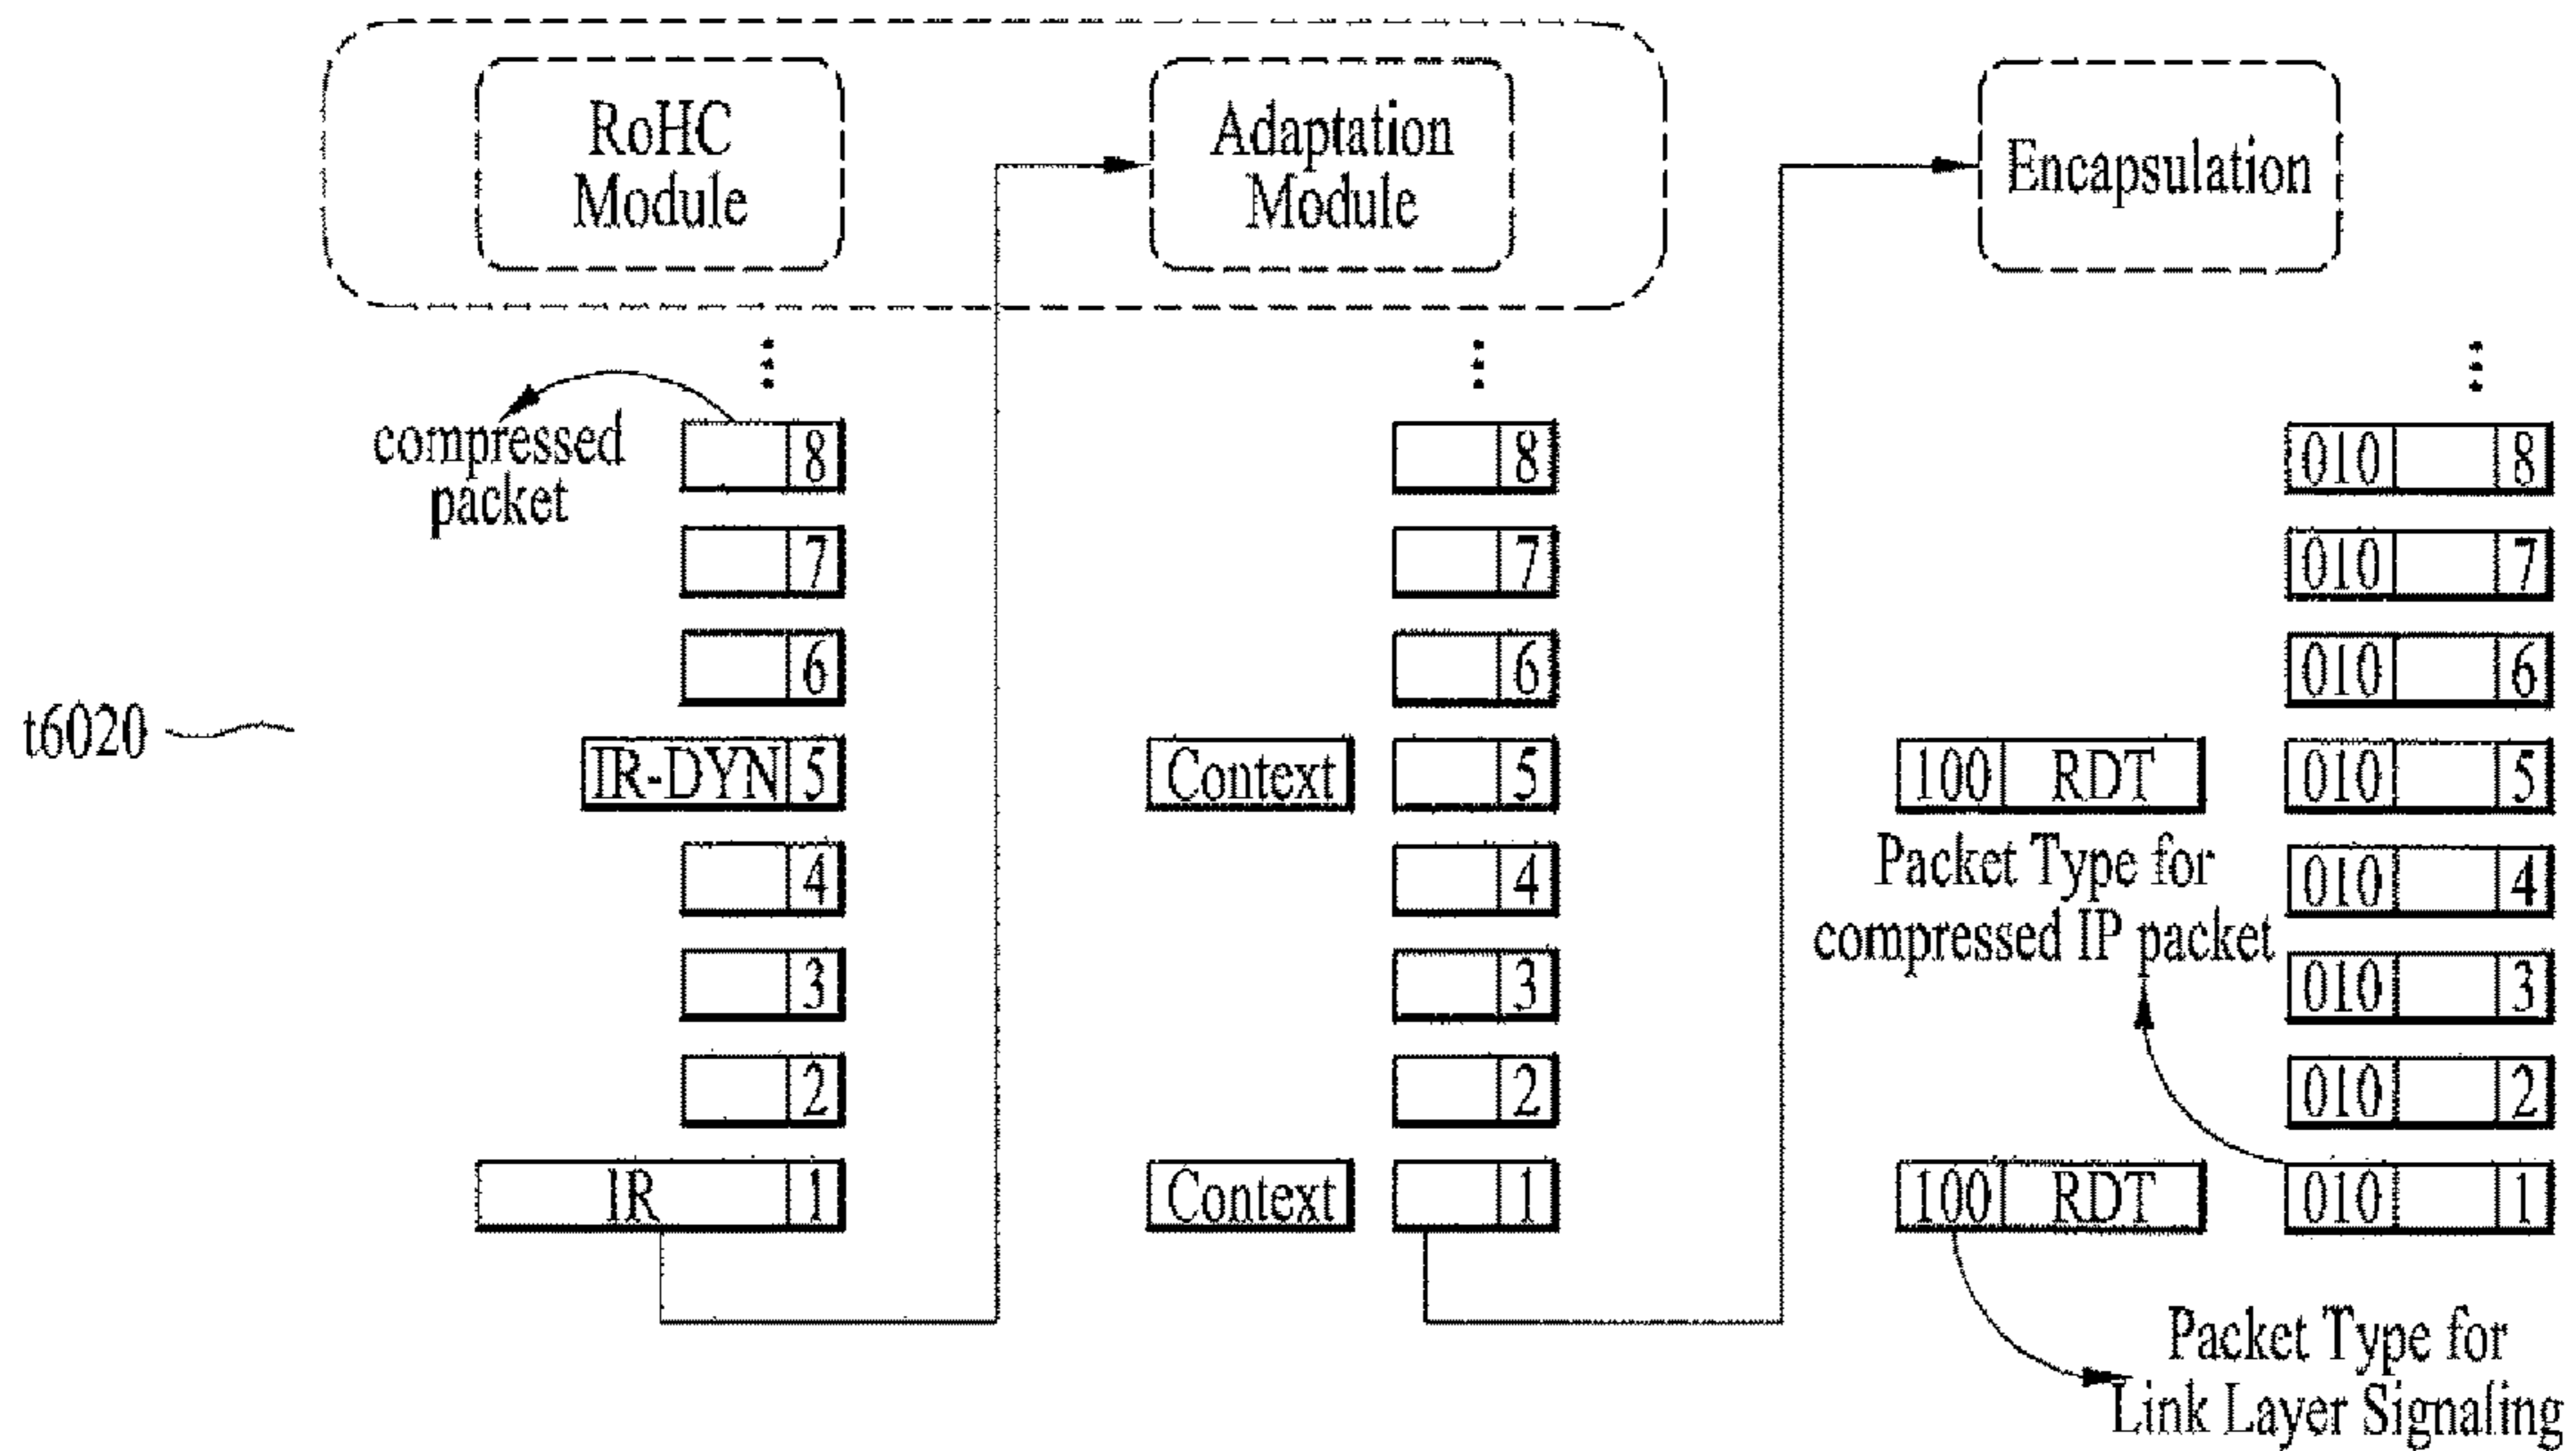 RoHC
Module
Adaptation
Module
Encapsulation
compressed
packet
8
7
6
t6020
IR-DYN 5
4
3
2
IR 1
8
7
6
Context 5
4
3
2
Context 1
010 8
010 7
010 6
100 RDT 010 5
Packet Type for
compressed IP packet
010 4
010 3
010 2
100 RDT 010 1
Packet Type for
Link Layer Signaling